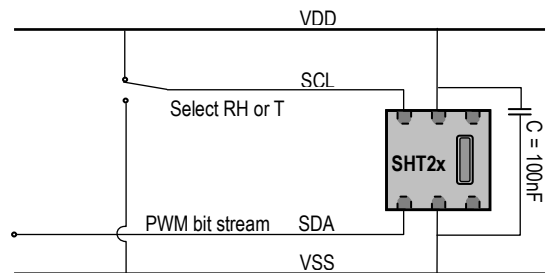 VDD
SCL
Select RH or T
SHT2x
C = 100nF
PWM bit stream SDA
VSS